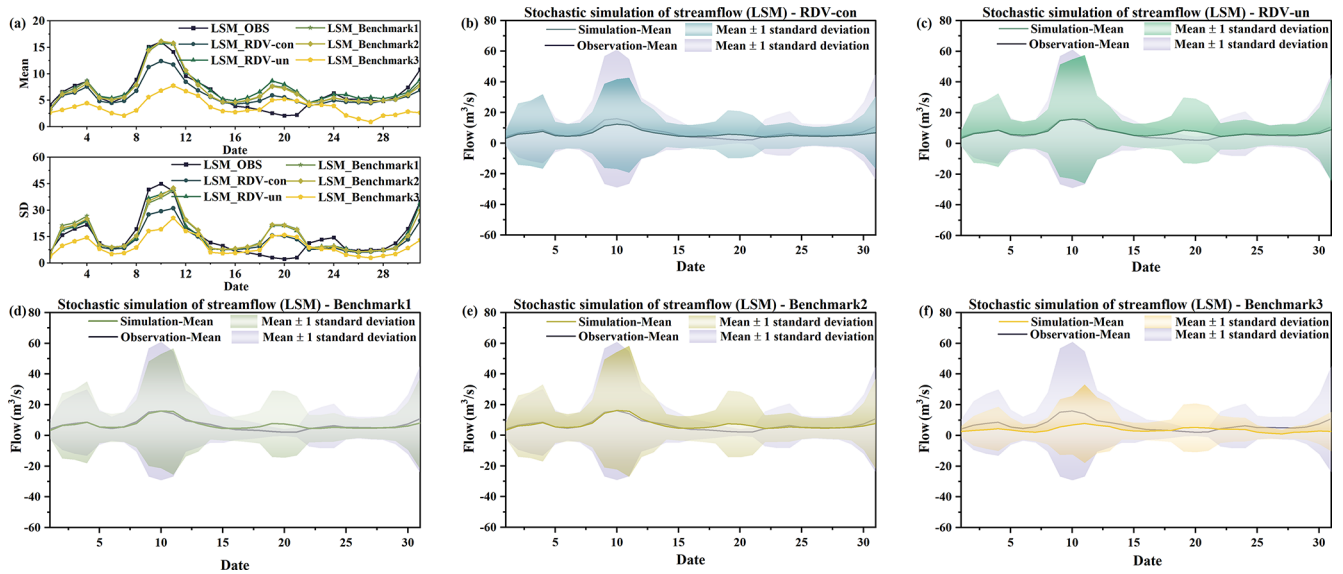 (a)
LSM_OBS
LSM_RDV-con
LSM_RDV-un
LSM_Benchmark1
LSM_Benchmark2
LSM_Benchmark3
Mean
20
15
10
5
0
0 4 8 12 16 20 24 28
Date
LSM_OBS
LSM_RDV-con
LSM_RDV-un
LSM_Benchmark1
LSM_Benchmark2
LSM_Benchmark3
SD
60
45
30
15
0
0 4 8 12 16 20 24 28
Date
(b)
Stochastic simulation of streamflow (LSM) - RDV-con
Simulation-Mean
Mean ± 1 standard deviation
Observation-Mean
Mean ± 1 standard deviation
Flow (m³/s)
80
60
40
20
0
-20
-40
-60
5 10 15 20 25 30
Date
(c)
Stochastic simulation of streamflow (LSM) - RDV-un
Simulation-Mean
Mean ± 1 standard deviation
Observation-Mean
Mean ± 1 standard deviation
Flow (m³/s)
80
60
40
20
0
-20
-40
-60
5 10 15 20 25 30
Date
(d)
Stochastic simulation of streamflow (LSM) - Benchmark1
Simulation-Mean
Mean ± 1 standard deviation
Observation-Mean
Mean ± 1 standard deviation
Flow (m³/s)
80
60
40
20
0
-20
-40
-60
5 10 15 20 25 30
Date
(e)
Stochastic simulation of streamflow (LSM) - Benchmark2
Simulation-Mean
Mean ± 1 standard deviation
Observation-Mean
Mean ± 1 standard deviation
Flow (m³/s)
80
60
40
20
0
-20
-40
-60
5 10 15 20 25 30
Date
(f)
Stochastic simulation of streamflow (LSM) - Benchmark3
Simulation-Mean
Mean ± 1 standard deviation
Observation-Mean
Mean ± 1 standard deviation
Flow (m³/s)
80
60
40
20
0
-20
-40
-60
5 10 15 20 25 30
Date